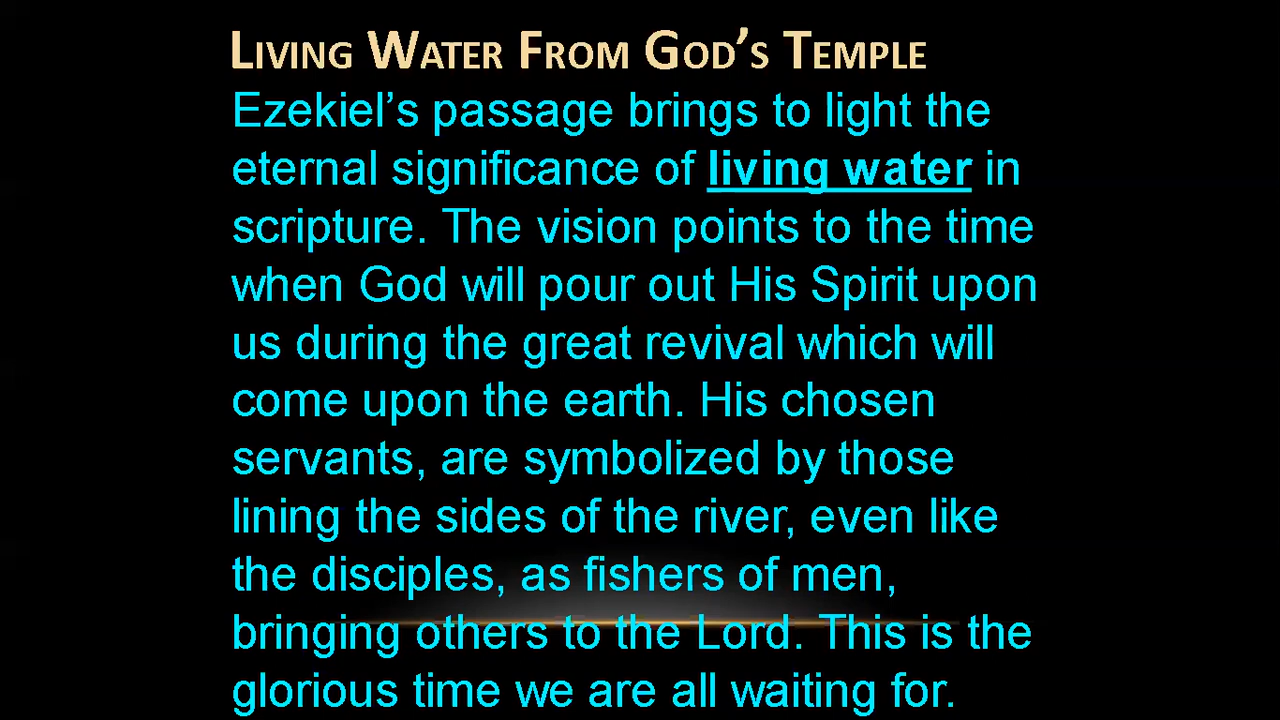 Living Water From God’s Temple
Ezekiel’s passage brings to light the
eternal significance of living water in
scripture. The vision points to the time
when God will pour out His Spirit upon
us during the great revival which will
come upon the earth. His chosen
servants, are symbolized by those
lining the sides of the river, even like
the disciples, as fishers of men,
bringing others to the Lord. This is the
glorious time we are all waiting for.